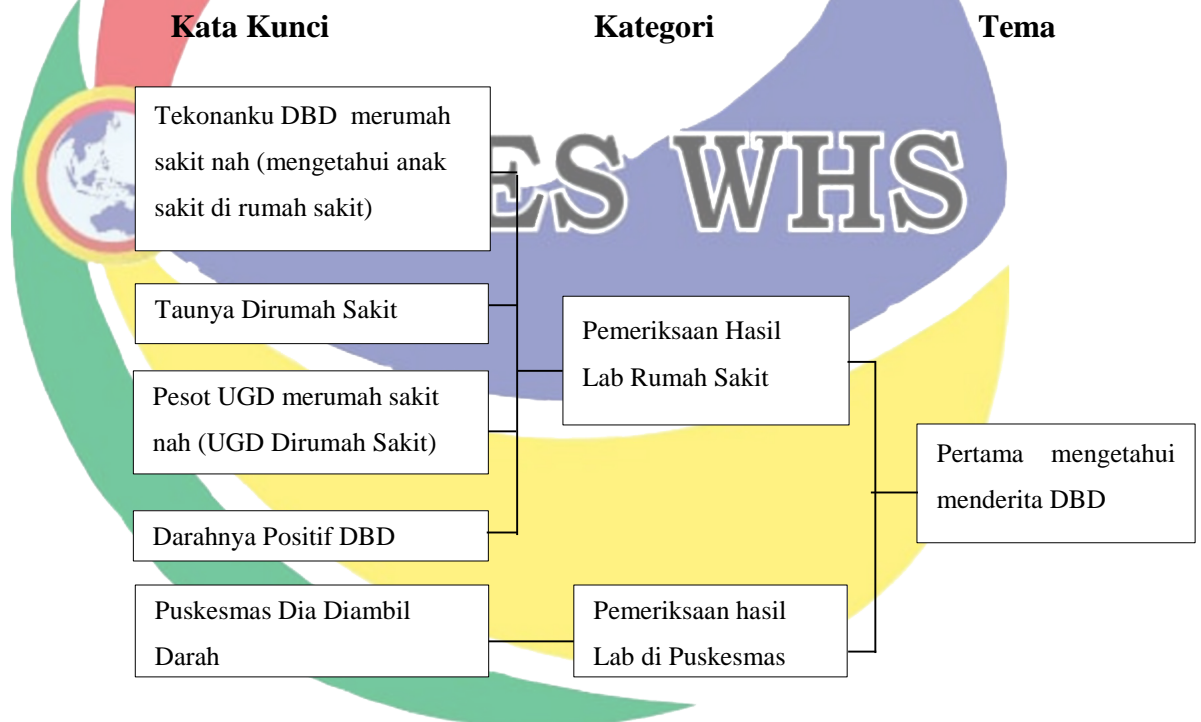 Kata Kunci
Kategori
Tema
Tekonanku DBD merumah
sakit nah (mengetahui anak
sakit di rumah sakit)
Taunya Dirumah Sakit
Pesot UGD merumah sakit
nah (UGD Dirumah Sakit)
Darahnya Positif DBD
Puskesmas Dia Diambil
Darah
Pemeriksaan Hasil
Lab Rumah Sakit
Pemeriksaan hasil
Lab di Puskesmas
Pertama mengetahui
menderita DBD
ES WHS